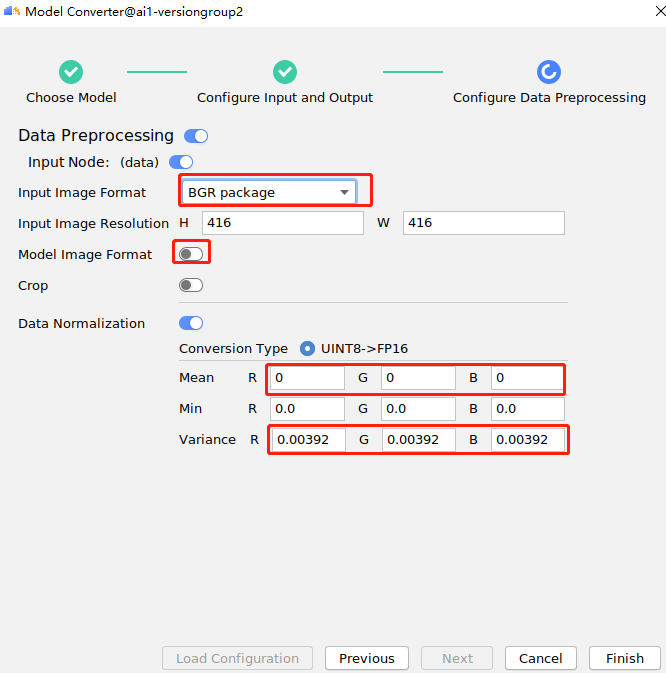 Model Converter@ai1-versiongroup2
Choose Model
Configure Input and Output
Configure Data Preprocessing
Data Preprocessing
Input Node: (data)
Input Image Format BGR package
Input Image Resolution H 416 W 416
Model Image Format
Crop
Data Normalization
Conversion Type UINT8->FP16
Mean R 0 G 0 B 0
Min R 0.0 G 0.0 B 0.0
Variance R 0.00392 G 0.00392 B 0.00392
Load Configuration Previous Next Cancel Finish